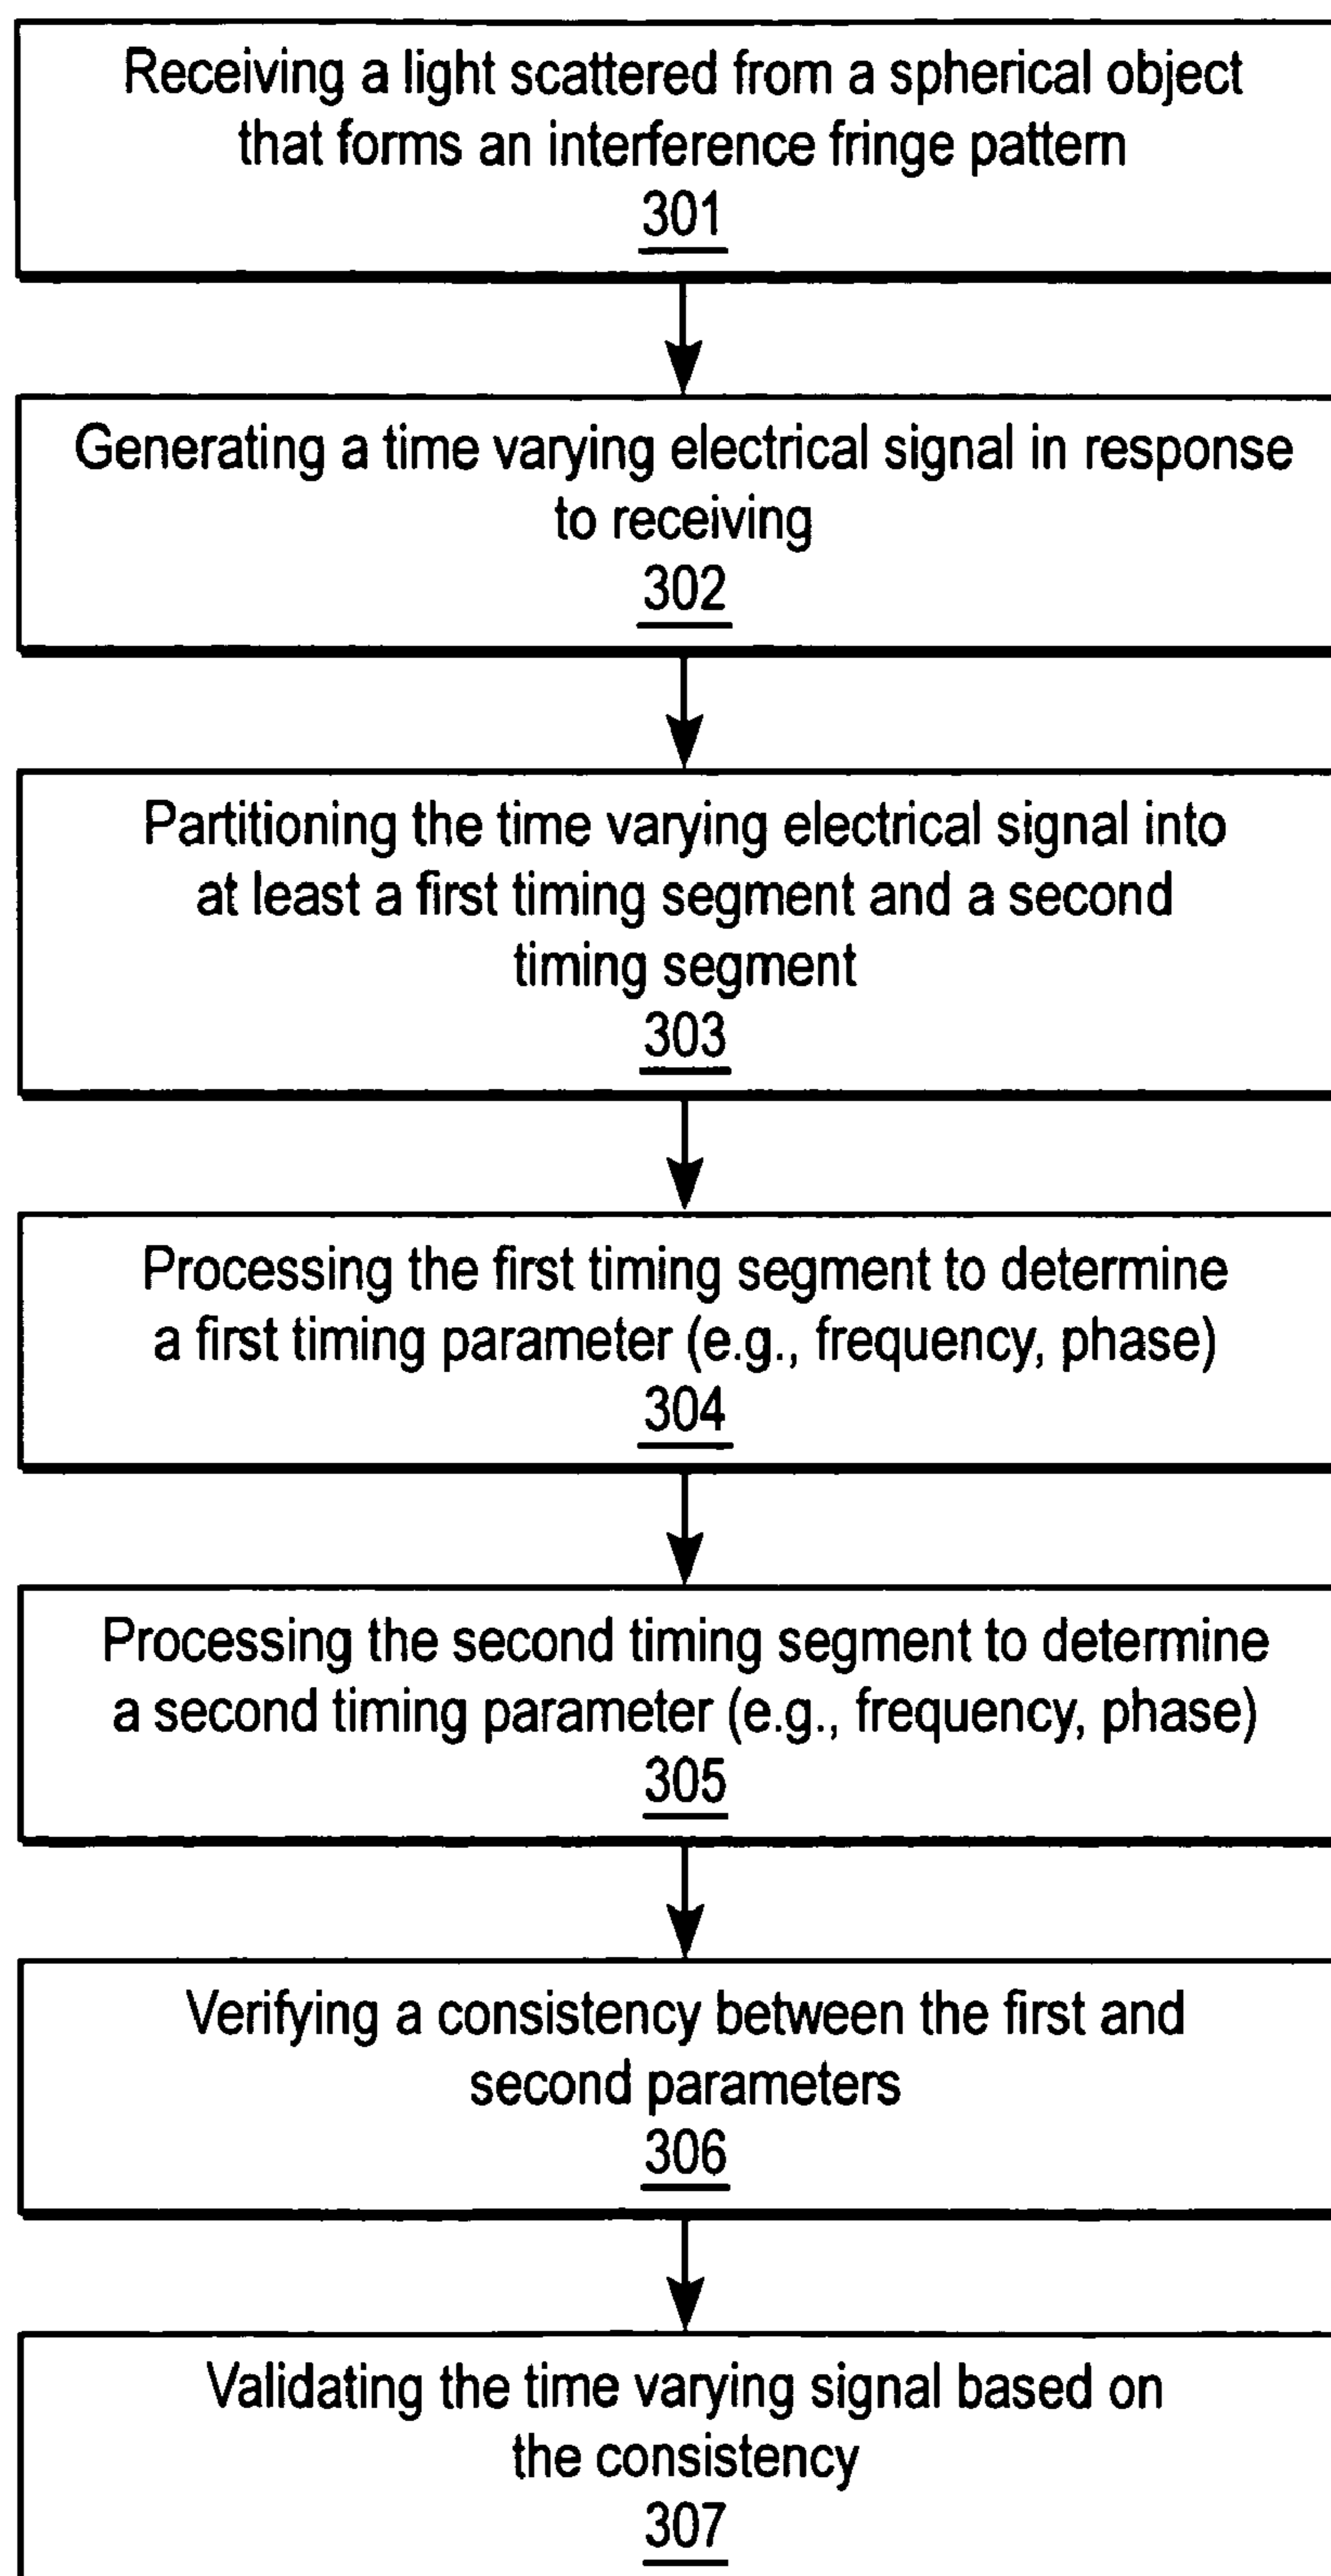 Receiving a light scattered from a spherical object
that forms an interference fringe pattern
301
Generating a time varying electrical signal in response
to receiving
302
Partitioning the time varying electrical signal into
at least a first timing segment and a second
timing segment
303
Processing the first timing segment to determine
a first timing parameter (e.g., frequency, phase)
304
Processing the second timing segment to determine
a second timing parameter (e.g., frequency, phase)
305
Verifying a consistency between the first and
second parameters
306
Validating the time varying signal based on
the consistency
307